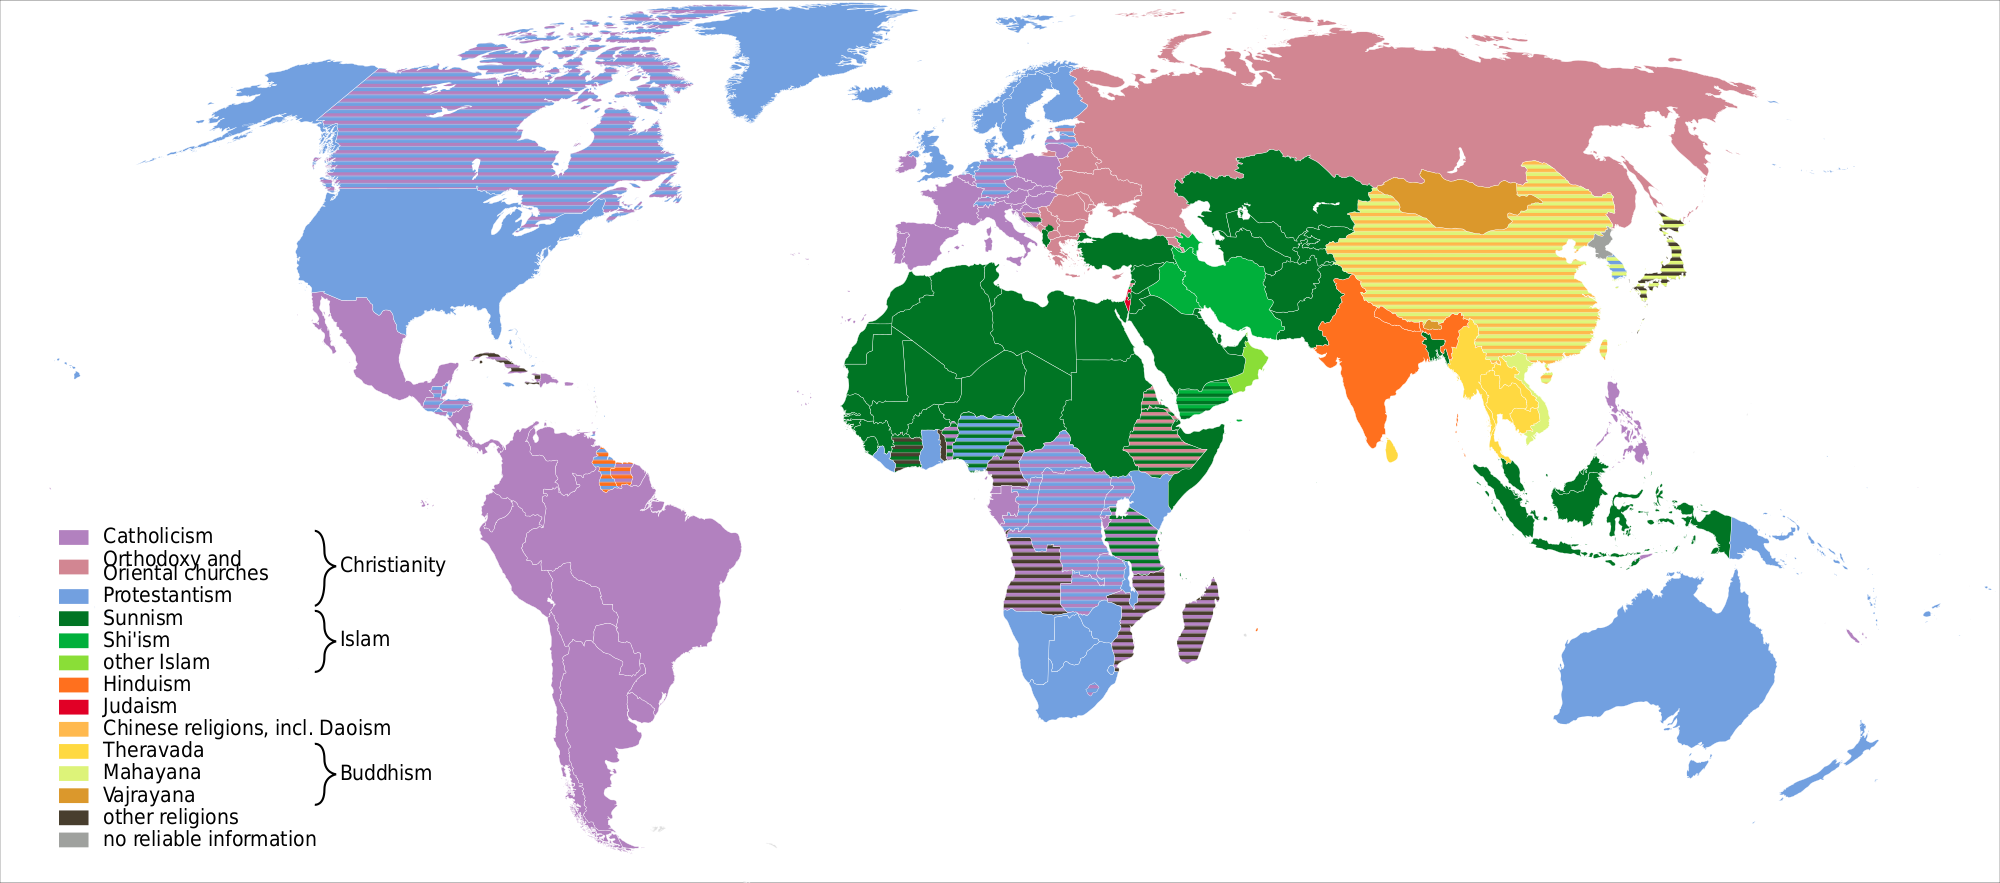 Catholicism
Orthodoxy and
Oriental churches
Protestantism
Christianity
Sunnism
Shi'ism
other Islam
Islam
Hinduism
Judaism
Chinese religions, incl. Daoism
Theravada
Mahayana
Vajrayana
Buddhism
other religions
no reliable information